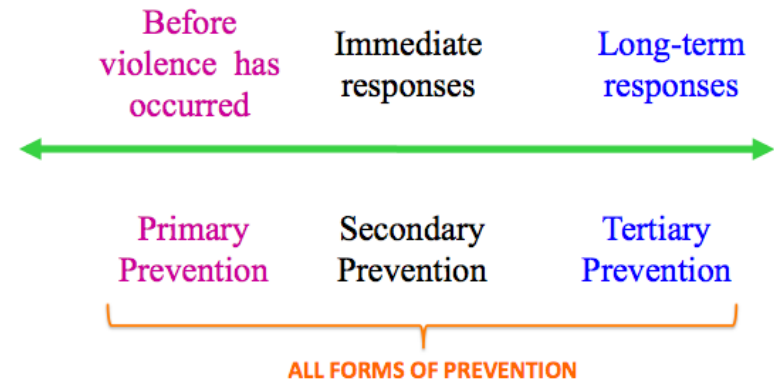 Before
violence has
occurred
Immediate
responses
Long-term
responses
Primary
Prevention
Secondary
Prevention
Tertiary
Prevention
ALL FORMS OF PREVENTION